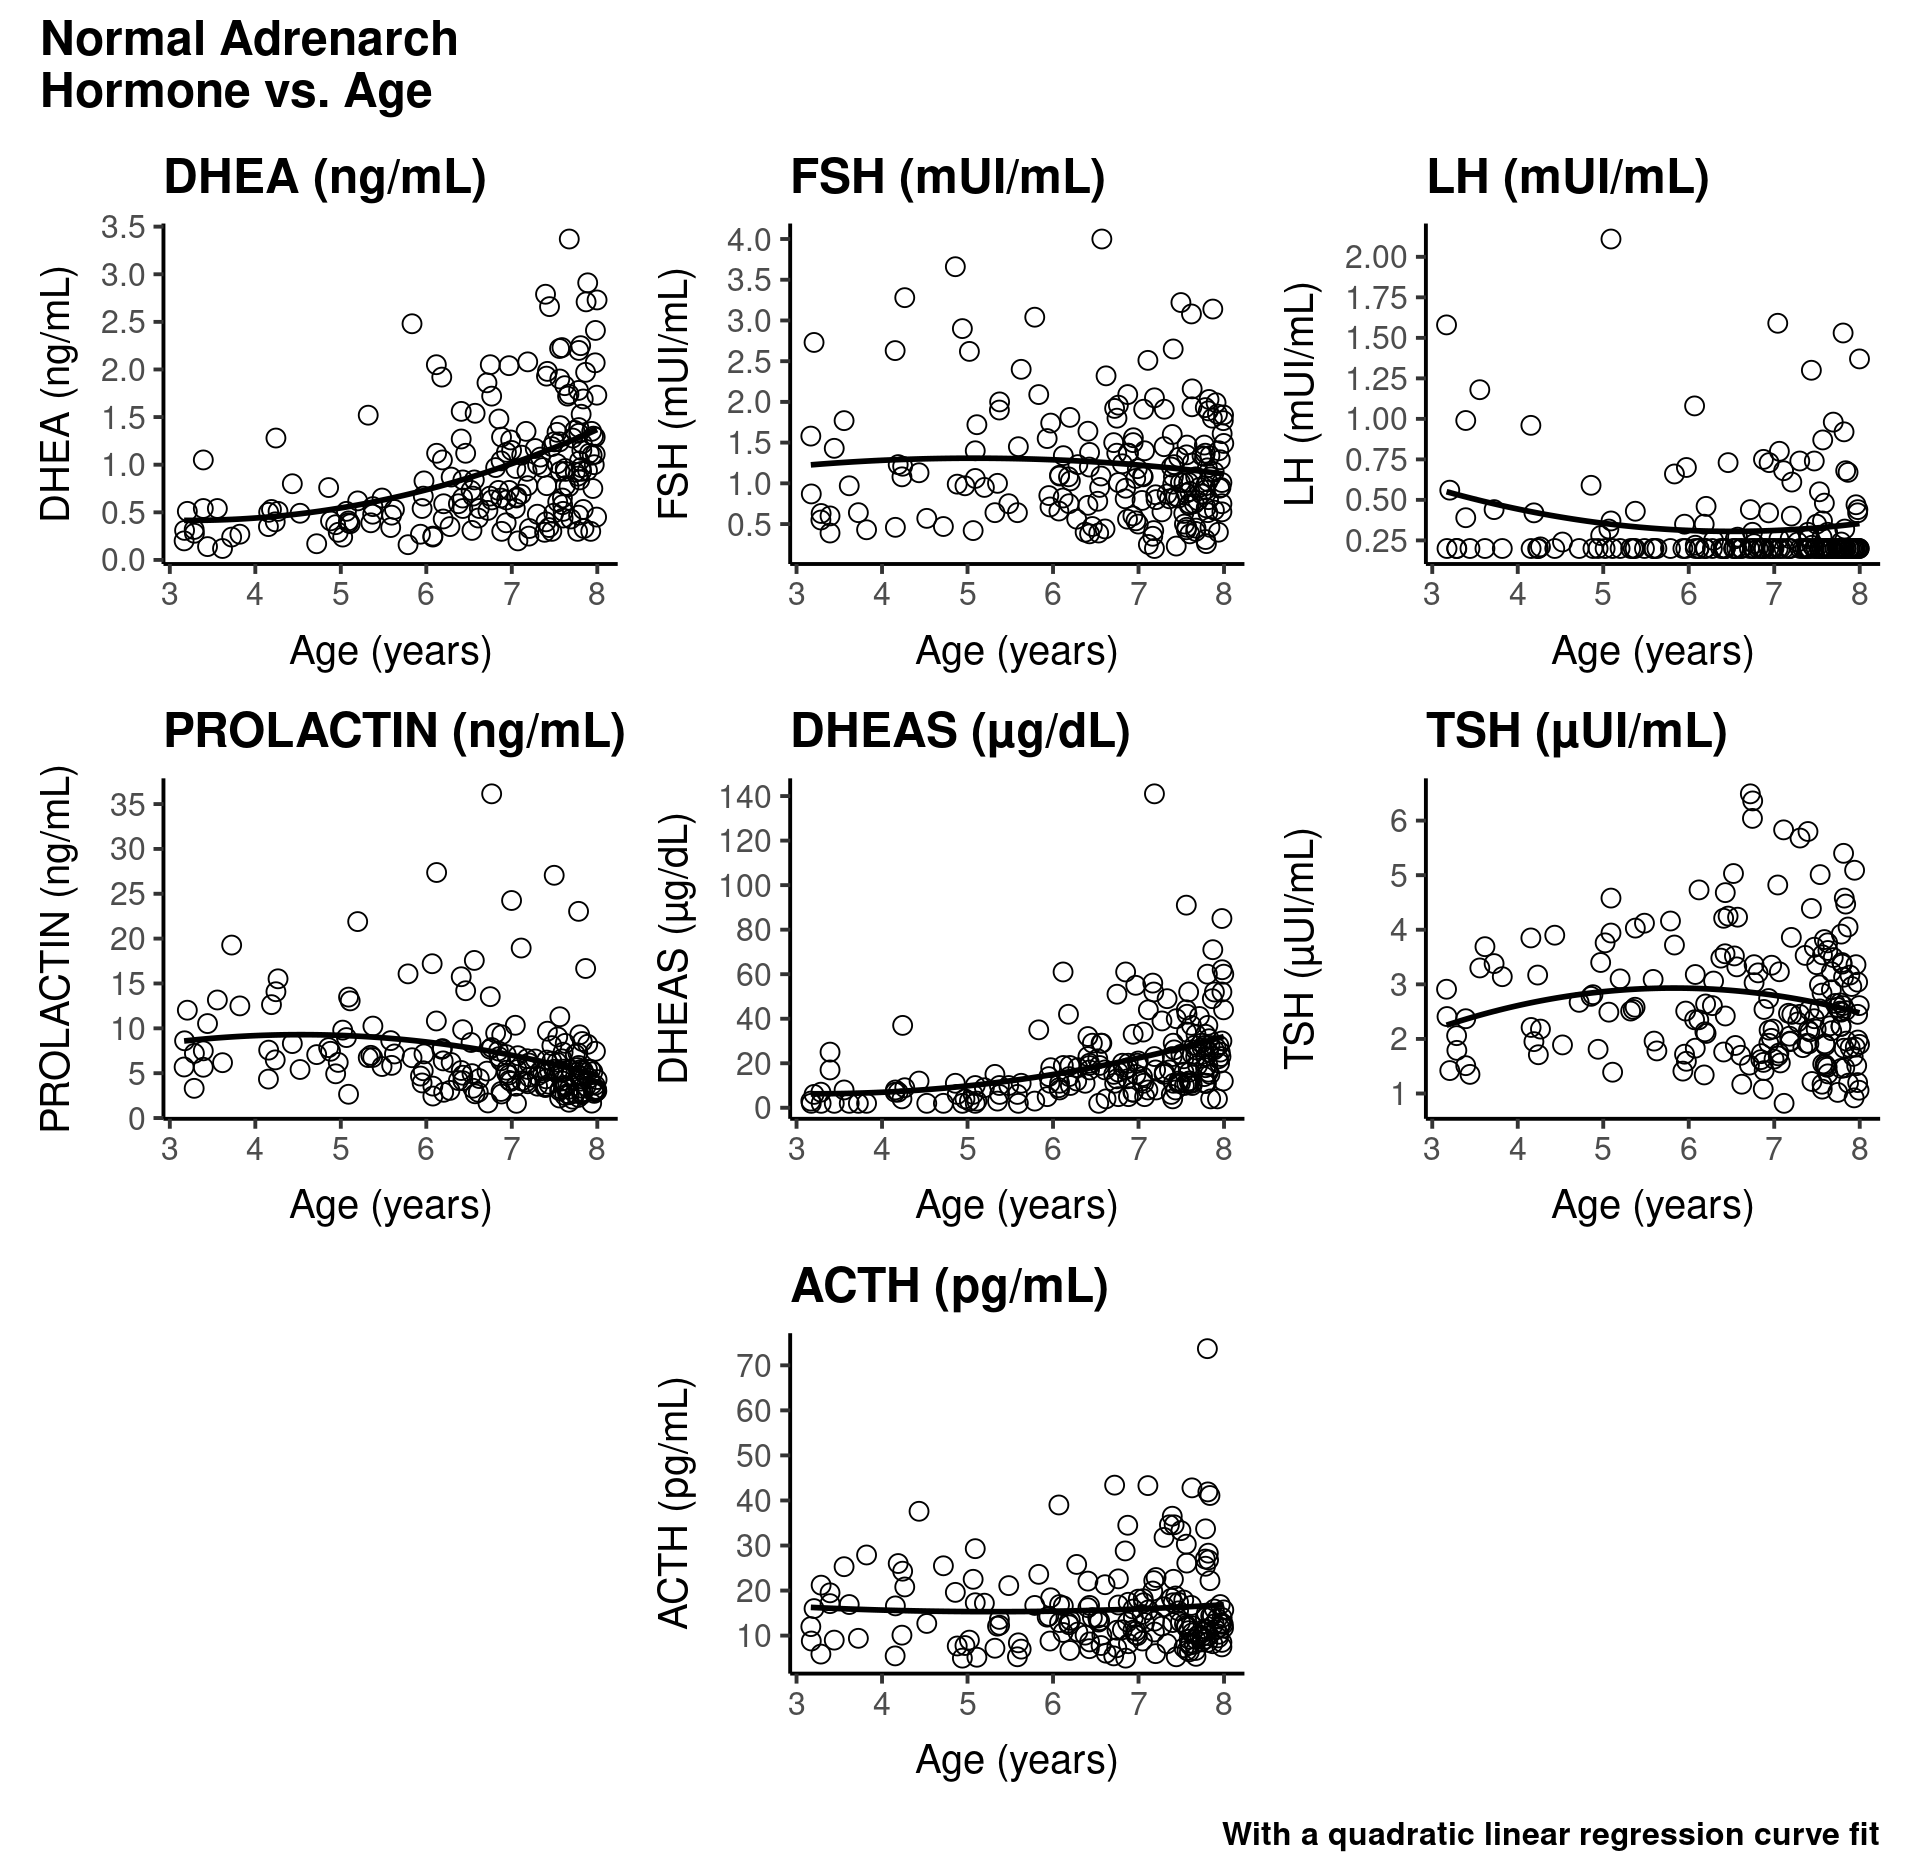 Normal Adrenarch
Hormone vs. Age
DHEA (ng/mL)
DHEA (ng/mL)
3.5
3.0
2.5
2.0
1.5
1.0
0.5
0.0
3 4 5 6 7 8
Age (years)
FSH (mUI/mL)
FSH (mUI/mL)
4.0
3.5
3.0
2.5
2.0
1.5
1.0
0.5
3 4 5 6 7 8
Age (years)
LH (mUI/mL)
LH (mUI/mL)
2.00
1.75
1.50
1.25
1.00
0.75
0.50
0.25
3 4 5 6 7 8
Age (years)
PROLACTIN (ng/mL)
PROLACTIN (ng/mL)
35
30
25
20
15
10
5
0
3 4 5 6 7 8
Age (years)
DHEAS (µg/dL)
DHEAS (µg/dL)
140
120
100
80
60
40
20
0
3 4 5 6 7 8
Age (years)
TSH (µUI/mL)
TSH (µUI/mL)
6
5
4
3
2
1
3 4 5 6 7 8
Age (years)
ACTH (pg/mL)
ACTH (pg/mL)
70
60
50
40
30
20
10
3 4 5 6 7 8
Age (years)
With a quadratic linear regression curve fit